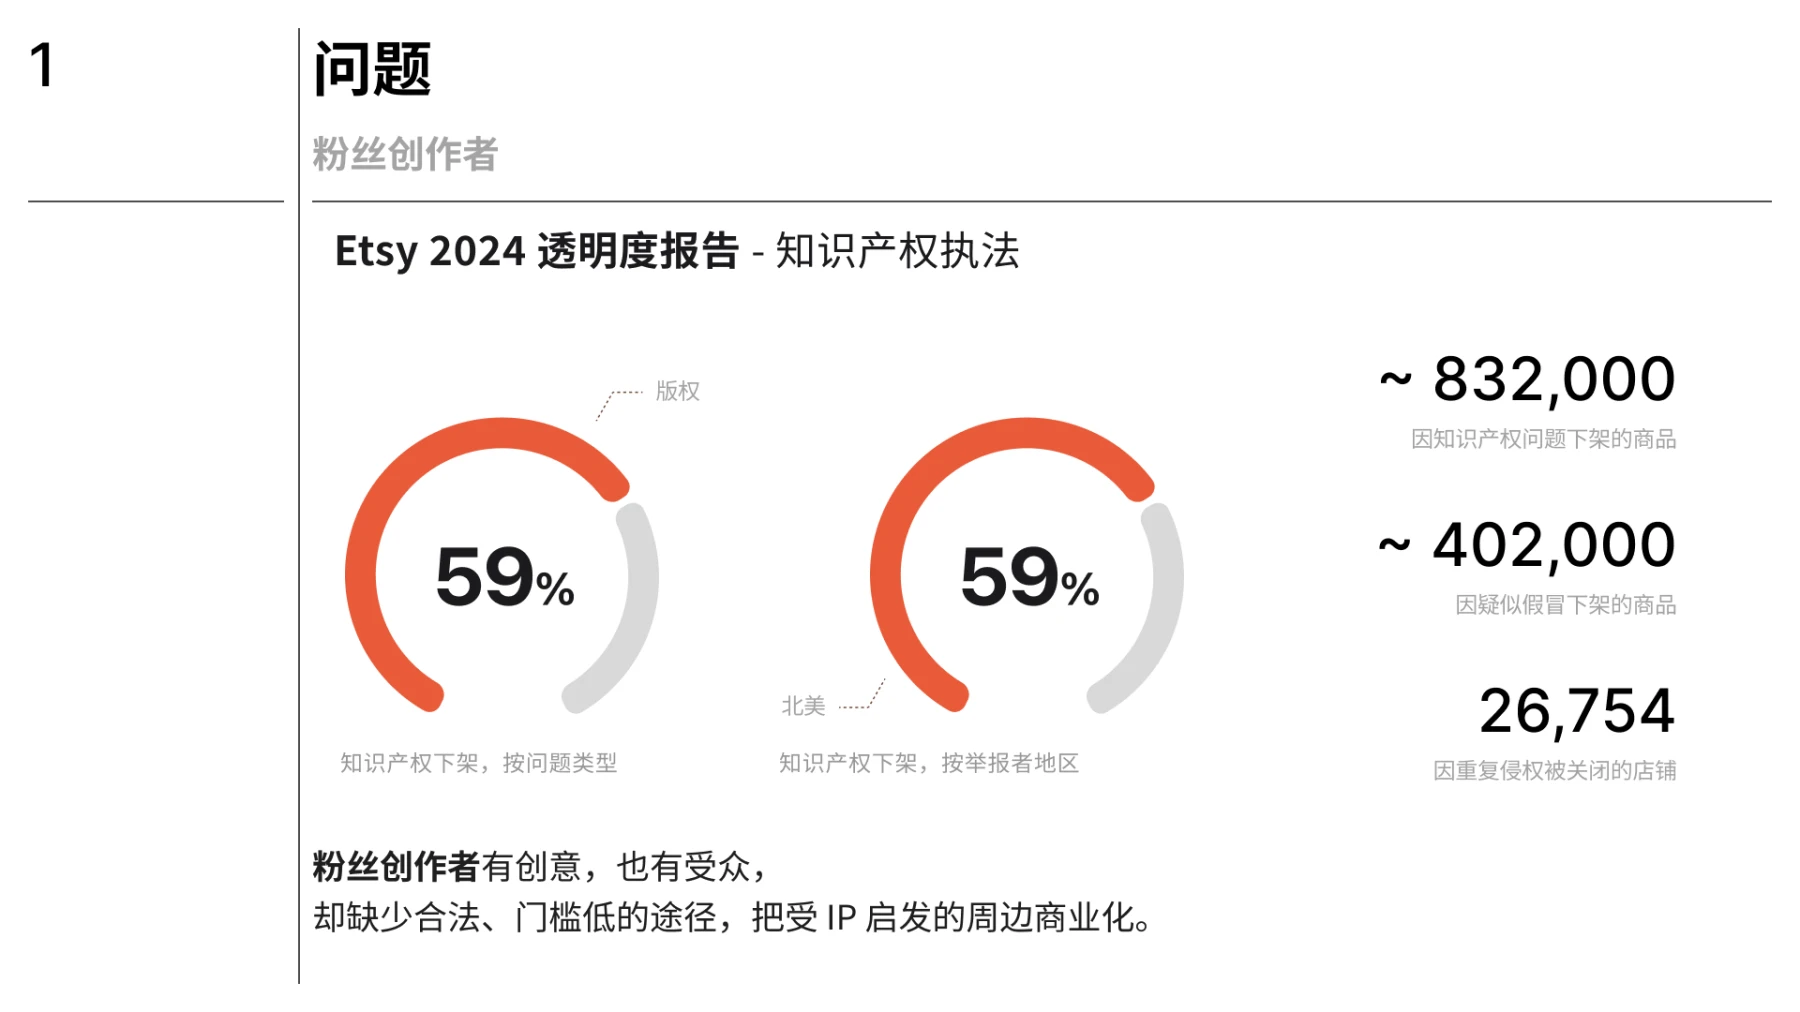 1
问题
粉丝创作者
Etsy 2024 透明度报告 - 知识产权执法
版权
59%
知识产权下架，按问题类型
59%
北美
知识产权下架，按举报者地区
~ 832,000
因知识产权问题下架的商品
~ 402,000
因疑似假冒下架的商品
26,754
因重复侵权被关闭的店铺
粉丝创作者有创意，也有受众，
却缺少合法、门槛低的途径，把受 IP 启发的周边商业化。